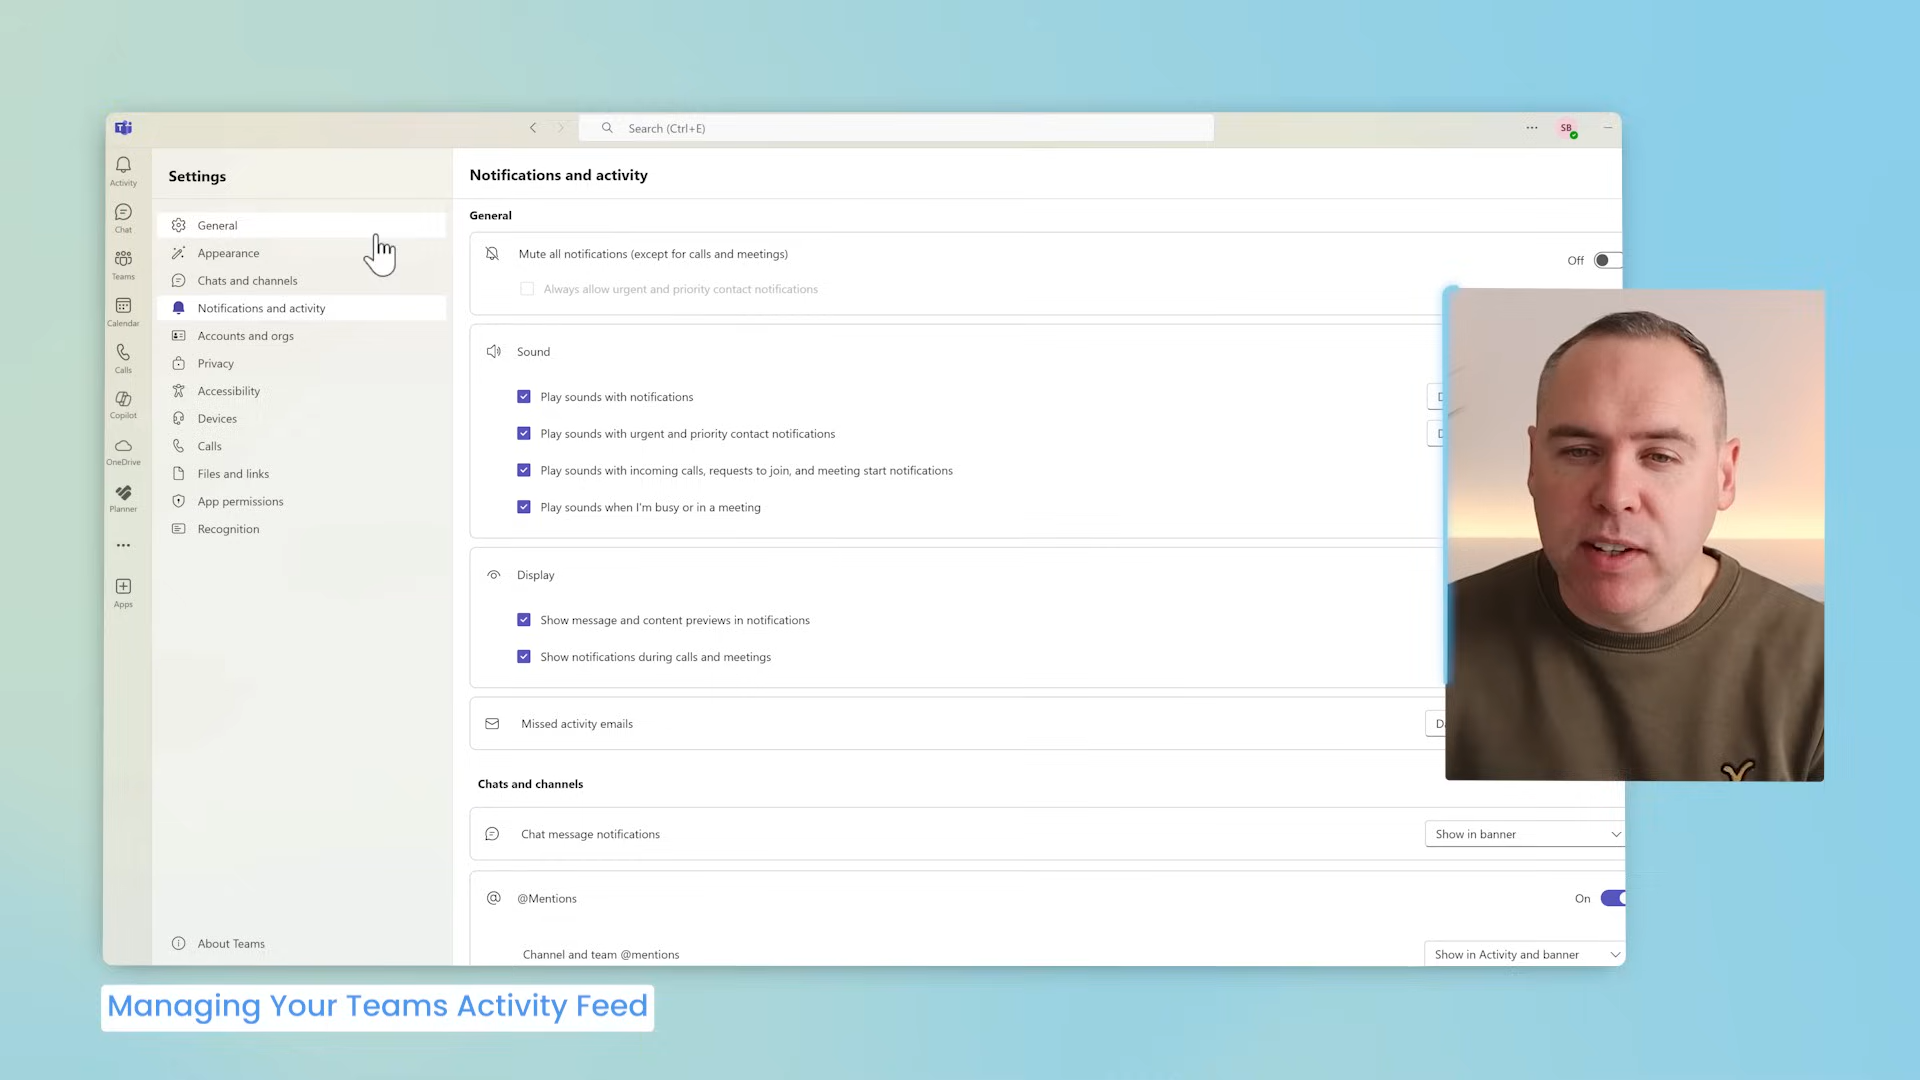 Search (Ctrl+E)
SB
Activity
Chat
Teams
Calendar
Calls
Copilot
OneDrive
Planner
Apps
Settings
General
Appearance
Chats and channels
Notifications and activity
Accounts and orgs
Privacy
Accessibility
Devices
Calls
Files and links
App permissions
Recognition
About Teams
Notifications and activity
General
Mute all notifications (except for calls and meetings)
Off
Always allow urgent and priority contact notifications
Sound
Play sounds with notifications
Play sounds with urgent and priority contact notifications
Play sounds with incoming calls, requests to join, and meeting start notifications
Play sounds when I'm busy or in a meeting
Display
Show message and content previews in notifications
Show notifications during calls and meetings
Missed activity emails
Chats and channels
Chat message notifications
Show in banner
@Mentions
On
Channel and team @mentions
Show in Activity and banner
Managing Your Teams Activity Feed